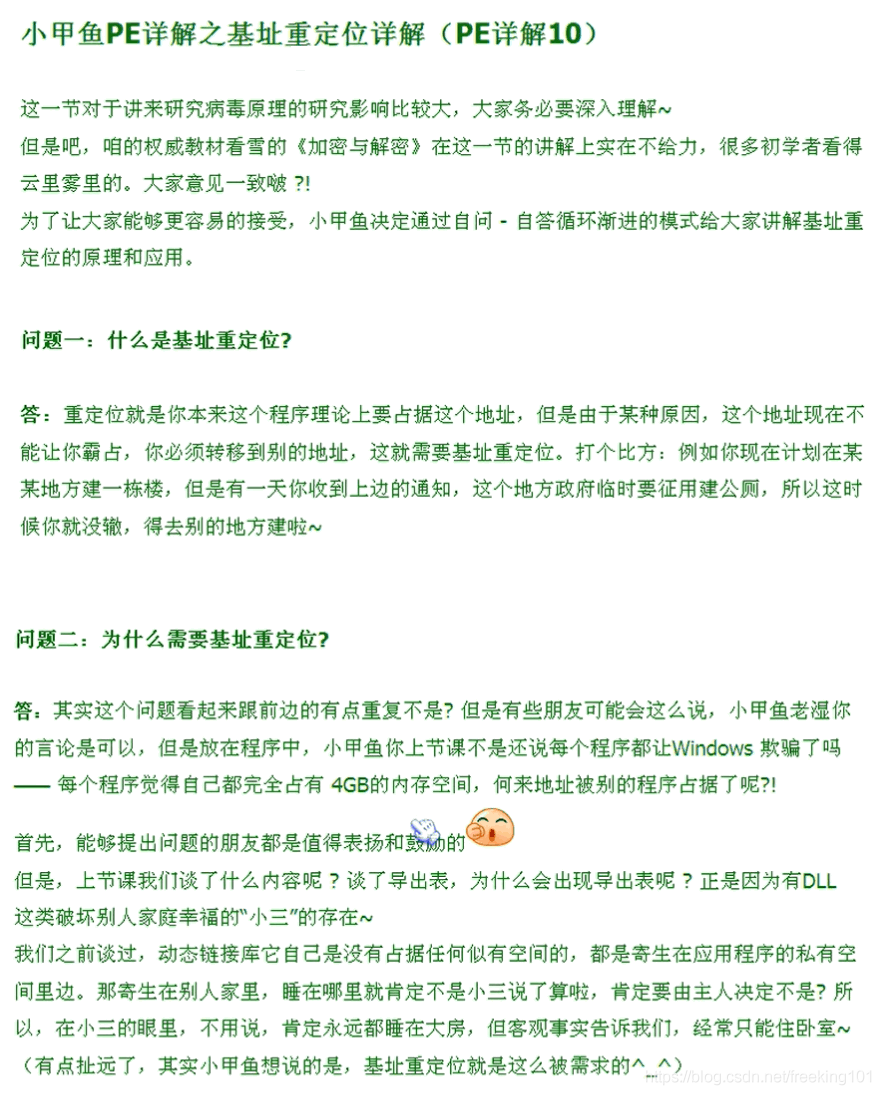 小甲鱼PE详解之基址重定位详解（PE详解10）
这一节对于讲来研究病毒原理的研究影响比较大，大家务必要深入理解~
但是吧，咱的权威教材看雪的《加密与解密》在这一节的讲解上实在不给力，很多初学者看得
云里雾里的。大家意见一致啵 ?!
为了让大家能够更容易的接受，小甲鱼决定通过自问 - 自答循环渐进的模式给大家讲解基址重
定位的原理和应用。
问题一：什么是基址重定位?
答：重定位就是你本来这个程序理论上要占据这个地址，但是由于某种原因，这个地址现在不
能让你霸占，你必须转移到别的地址，这就需要基址重定位。打个比方：例如你现在计划在某
某地方建一栋楼，但是有一天你收到上边的通知，这个地方政府临时要征用建公厕，所以这时
候你就没辙，得去别的地方建啦~
问题二：为什么需要基址重定位?
答：其实这个问题看起来跟前边的有点重复不是? 但是有些朋友可能会这么说，小甲鱼老湿你
的言论是可以，但是放在程序中，小甲鱼你上节课不是还说每个程序都让Windows 欺骗了吗
—— 每个程序觉得自己都完全占有 4GB的内存空间，何来地址被别的程序占据了呢?!
首先，能够提出问题的朋友都是值得表扬和鼓励的
但是，上节课我们谈了什么内容呢 ? 谈了导出表，为什么会出现导出表呢 ? 正是因为有DLL
这类破坏别人家庭幸福的“小三”的存在~
我们之前谈过，动态链接库它自己是没有占据任何似有空间的，都是寄生在应用程序的私有空
间里边。那寄生在别人家里，睡在哪里就肯定不是小三说了算啦，肯定要由主人决定不是? 所
以，在小三的眼里，不用说，肯定永远都睡在大房，但客观事实告诉我们，经常只能住卧室~
（有点扯远了，其实小甲鱼想说的是，基址重定位就是这么被需求的^_^）
https://blog.csdn.net/freeking101